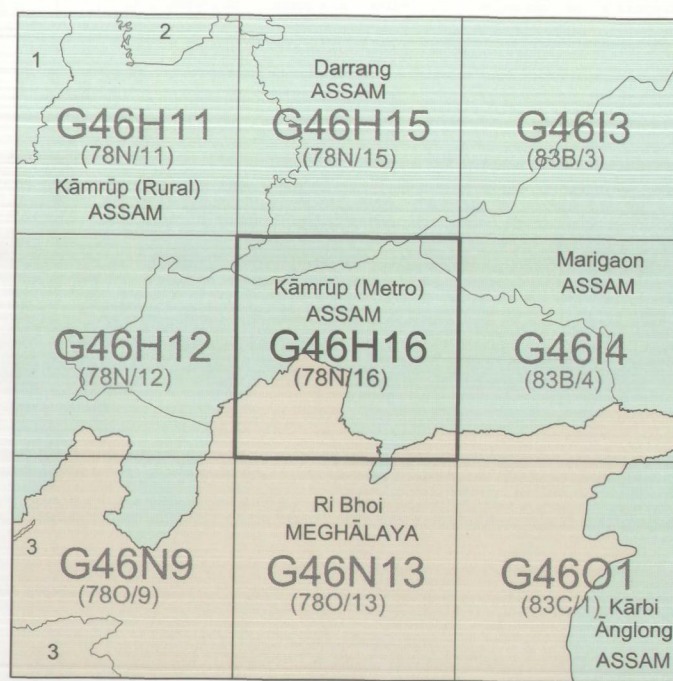 1
2
G46H11
(78N/11)
Kāmrūp (Rural)
ASSAM
Darrang
ASSAM
G46H15
(78N/15)
G46I3
(83B/3)
G46H12
(78N/12)
Kāmrūp (Metro)
ASSAM
G46H16
(78N/16)
Marigaon
ASSAM
G46I4
(83B/4)
3
G46N9
(78O/9)
3
Ri Bhoi
MEGHĀLAYA
G46N13
(78O/13)
G46O1
(83C/1)
Kārbi
Ānglong
ASSAM